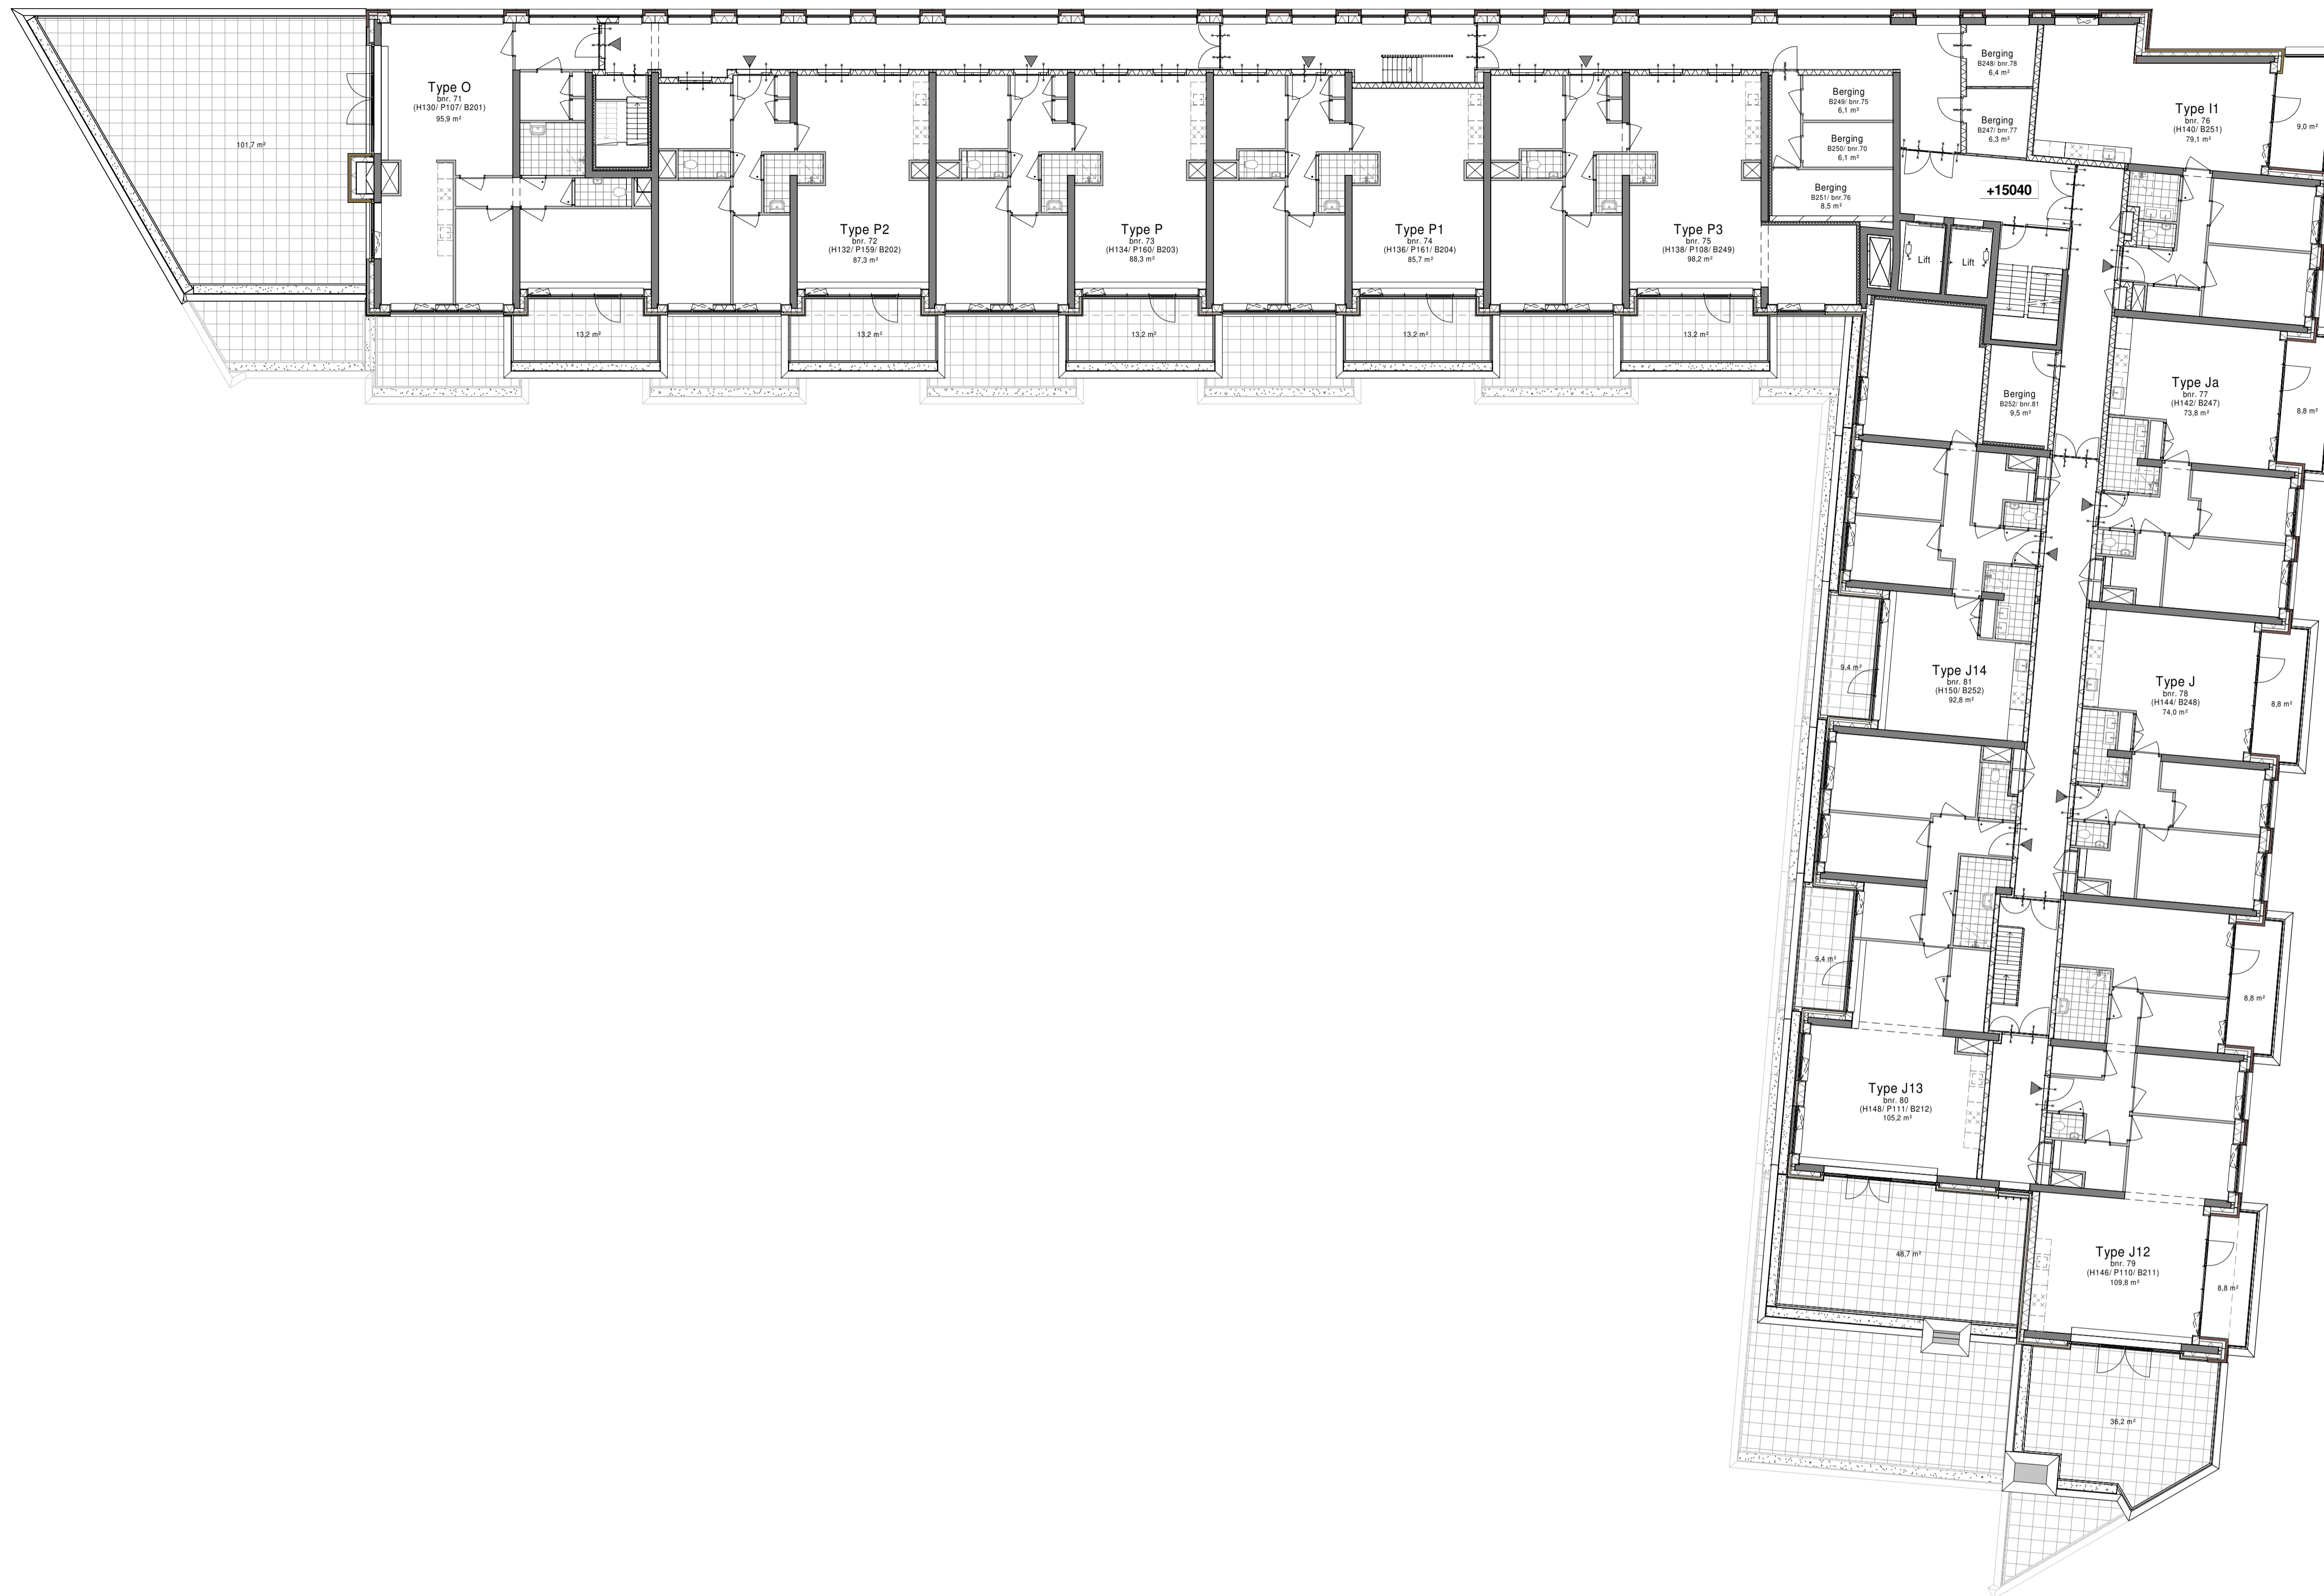 Type O
bnr. 71
(H130/ P107/ B201)
95,9 m²
101,7 m²
13,2 m²
Type P2
bnr. 72
(H132/ P159/ B202)
87,3 m²
13,2 m²
Type P
bnr. 73
(H134/ P160/ B203)
88,3 m²
13,2 m²
Type P1
bnr. 74
(H136/ P161/ B204)
85,7 m²
13,2 m²
Type P3
bnr. 75
(H138/ P108/ B249)
98,2 m²
13,2 m²
Berging
B249/ bnr.75
6,1 m²
Berging
B250/ bnr.70
6,1 m²
Berging
B251/ bnr.76
8,5 m²
Berging
B248/ bnr.78
6,4 m²
Berging
B247/ bnr.77
6,3 m²
Type I1
bnr. 76
(H140/ B251)
79,1 m²
9,0 m²
+15040
Lift
Lift
Berging
B252/ bnr.81
9,5 m²
Type Ja
bnr. 77
(H142/ B247)
73,8 m²
8,8 m²
Type J14
bnr. 81
(H150/ B252)
92,8 m²
9,4 m²
Type J
bnr. 78
(H144/ B248)
74,0 m²
8,8 m²
9,4 m²
8,8 m²
Type J13
bnr. 80
(H148/ P111/ B212)
105,2 m²
48,7 m²
Type J12
bnr. 79
(H146/ P110/ B211)
109,8 m²
8,8 m²
36,2 m²